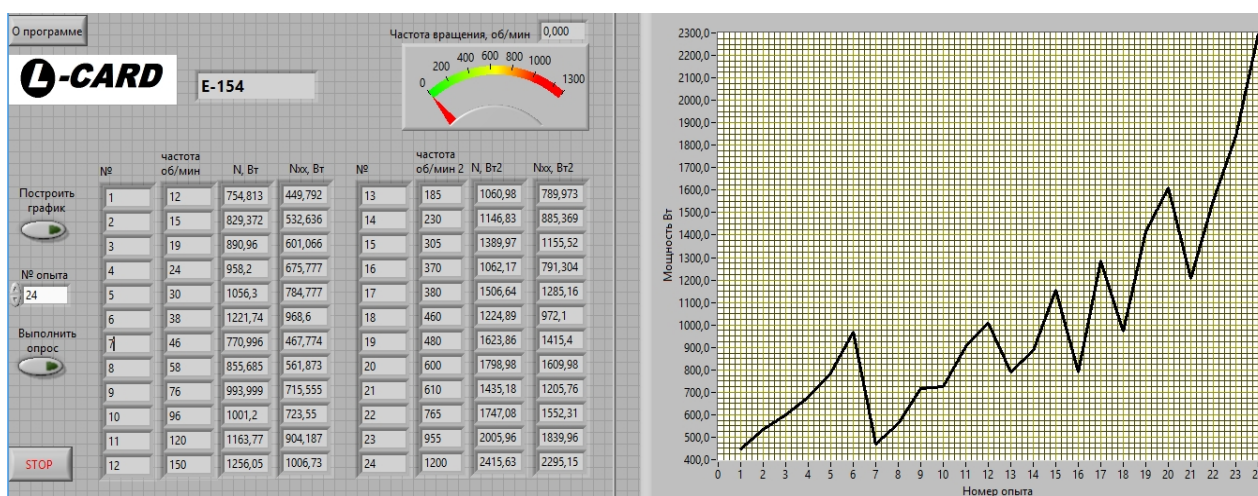 О программе
L-CARD
E-154
Частота вращения, об/мин 0,000
0 200 400 600 800 1000 1300
Построить график
№ опыта
24
Выполнить опрос
STOP
№ частота об/мин N, Вт Nxx, Вт № частота об/мин 2 N, Вт2 Nxx, Вт2
1 12 754,813 449,792 13 185 1060,98 789,973
2 15 829,372 532,636 14 230 1146,83 885,369
3 19 890,96 601,066 15 305 1389,97 1155,52
4 24 958,2 675,777 16 370 1062,17 791,304
5 30 1056,3 784,777 17 380 1506,64 1285,16
6 38 1221,74 968,6 18 460 1224,89 972,1
7 46 770,996 467,774 19 480 1623,86 1415,4
8 58 855,685 561,873 20 600 1798,98 1609,98
9 76 993,999 715,555 21 610 1435,18 1205,76
10 96 1001,2 723,55 22 765 1747,08 1552,31
11 120 1163,77 904,187 23 955 2005,96 1839,96
12 150 1256,05 1006,73 24 1200 2415,63 2295,15
Мощность Вт
2300,0
2200,0
2100,0
2000,0
1900,0
1800,0
1700,0
1600,0
1500,0
1400,0
1300,0
1200,0
1100,0
1000,0
900,0
800,0
700,0
600,0
500,0
400,0
0 1 2 3 4 5 6 7 8 9 10 11 12 13 14 15 16 17 18 19 20 21 22 23
Номер опыта